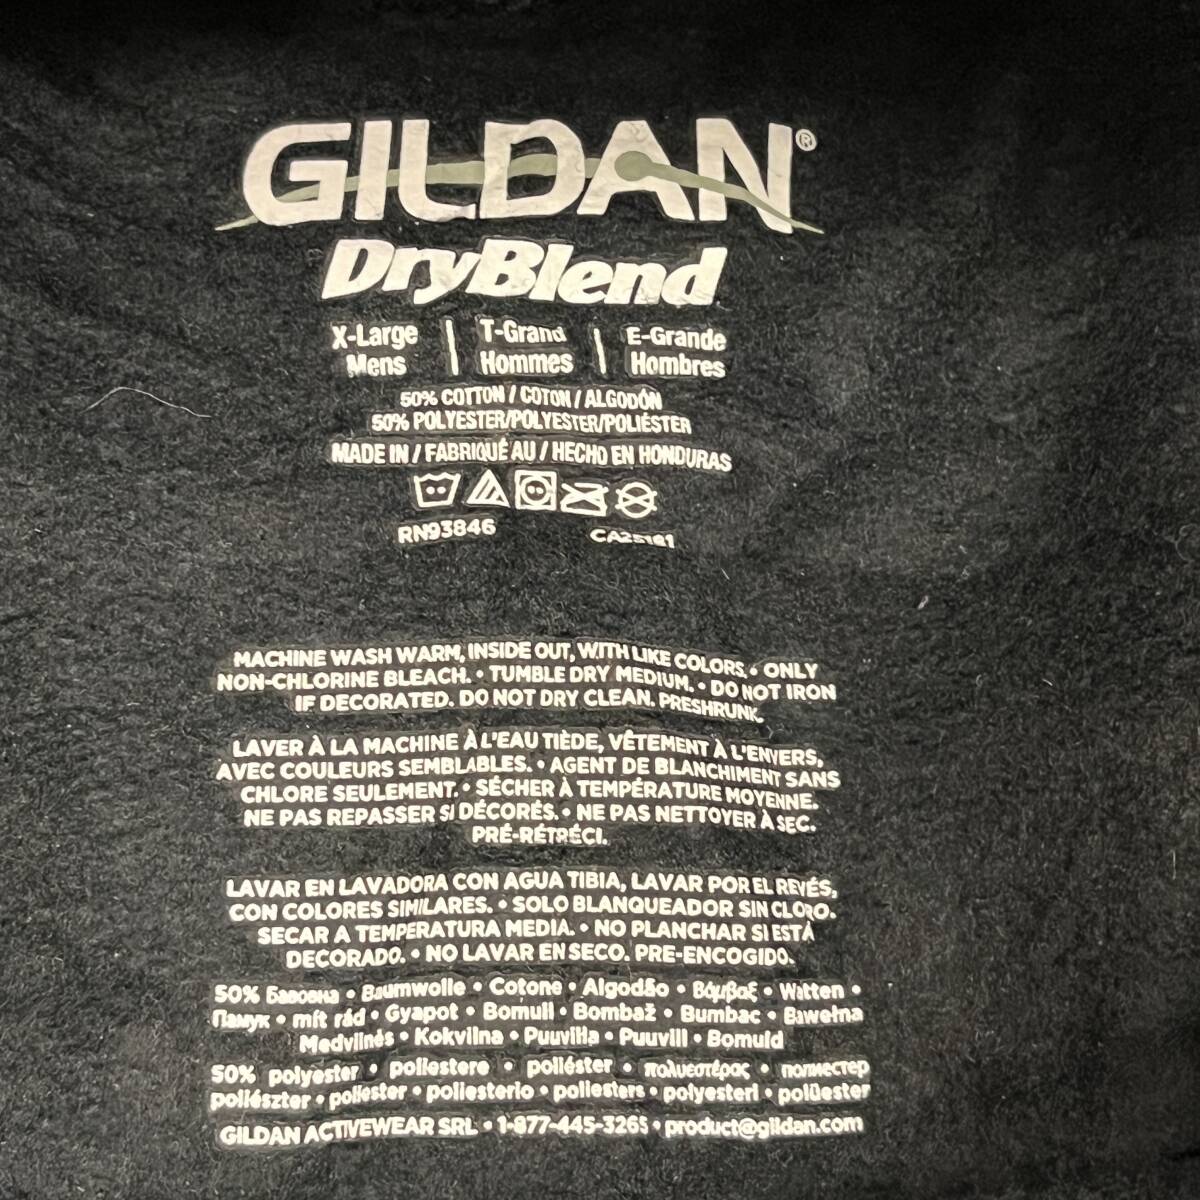 GILDAN®
DryBlend
X-Large | T-Grand | E-Grande
Mens | Hommes | Hombres
50% COTTON / COTON / ALGODÓN
50% POLYESTER/POLYESTER/POLIÉSTER
MADE IN / FABRIQUÉ AU / HECHO EN HONDURAS
RN93846 CA25181
MACHINE WASH WARM, INSIDE OUT, WITH LIKE COLORS. • ONLY
NON-CHLORINE BLEACH. • TUMBLE DRY MEDIUM. • DO NOT IRON
IF DECORATED. DO NOT DRY CLEAN. PRESHRUNK.
LAVER À LA MACHINE À L'EAU TIÈDE, VÊTEMENT À L'ENVERS,
AVEC COULEURS SEMBLABLES. • AGENT DE BLANCHIMENT SANS
CHLORE SEULEMENT. • SÉCHER À TEMPÉRATURE MOYENNE.
NE PAS REPASSER SI DÉCORÉS. • NE PAS NETTOYER À SEC.
PRÉ-RÉTRÉCI.
LAVAR EN LAVADORA CON AGUA TIBIA, LAVAR POR EL REVÉS,
CON COLORES SIMILARES. • SOLO BLANQUEADOR SIN CLORO.
SECAR A TEMPERATURA MEDIA. • NO PLANCHAR SI ESTÀ
DECORADO. • NO LAVAR EN SECO. PRE-ENCOGIDO.
50% Бавовна • Baumwolle • Cotone • Algodão • Βάμβαξ • Watten •
Памук • mít rád • Gyapot • Bomull • Bombaž • Bumbac • Bawełna
Medvilnės • Kokvilna • Puuvilla • Puuvill • Bomuld
50% polyester • poliestere • poliéster • πολυεστέρας • полиестер
poliészter • poliester • poliesterio • poliesters • polyesteri • polüester
GILDAN ACTIVEWEAR SRL • 1-877-445-3265 • product@gildan.com